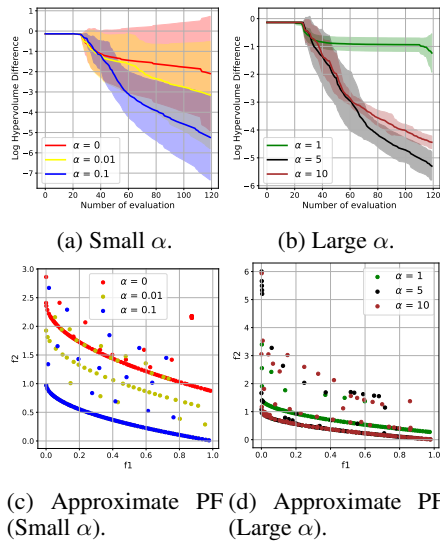 Log Hypervolume Difference
0
-1
-2
-3
-4
-5
-6
-7
α = 0
α = 0.01
α = 0.1
0 20 40 60 80 100 120
Number of evaluation
(a) Small α.
Log Hypervolume Difference
0
-1
-2
-3
-4
-5
-6
α = 1
α = 5
α = 10
0 20 40 60 80 100 120
Number of evaluation
(b) Large α.
f2
3.0
2.5
2.0
1.5
1.0
0.5
0.0
α = 0
α = 0.01
α = 0.1
0.0 0.2 0.4 0.6 0.8 1.0
f1
(c) Approximate PF
(Small α).
f2
6
5
4
3
2
1
0
α = 1
α = 5
α = 10
0.0 0.2 0.4 0.6 0.8 1.0
f1
(d) Approximate PF
(Large α).